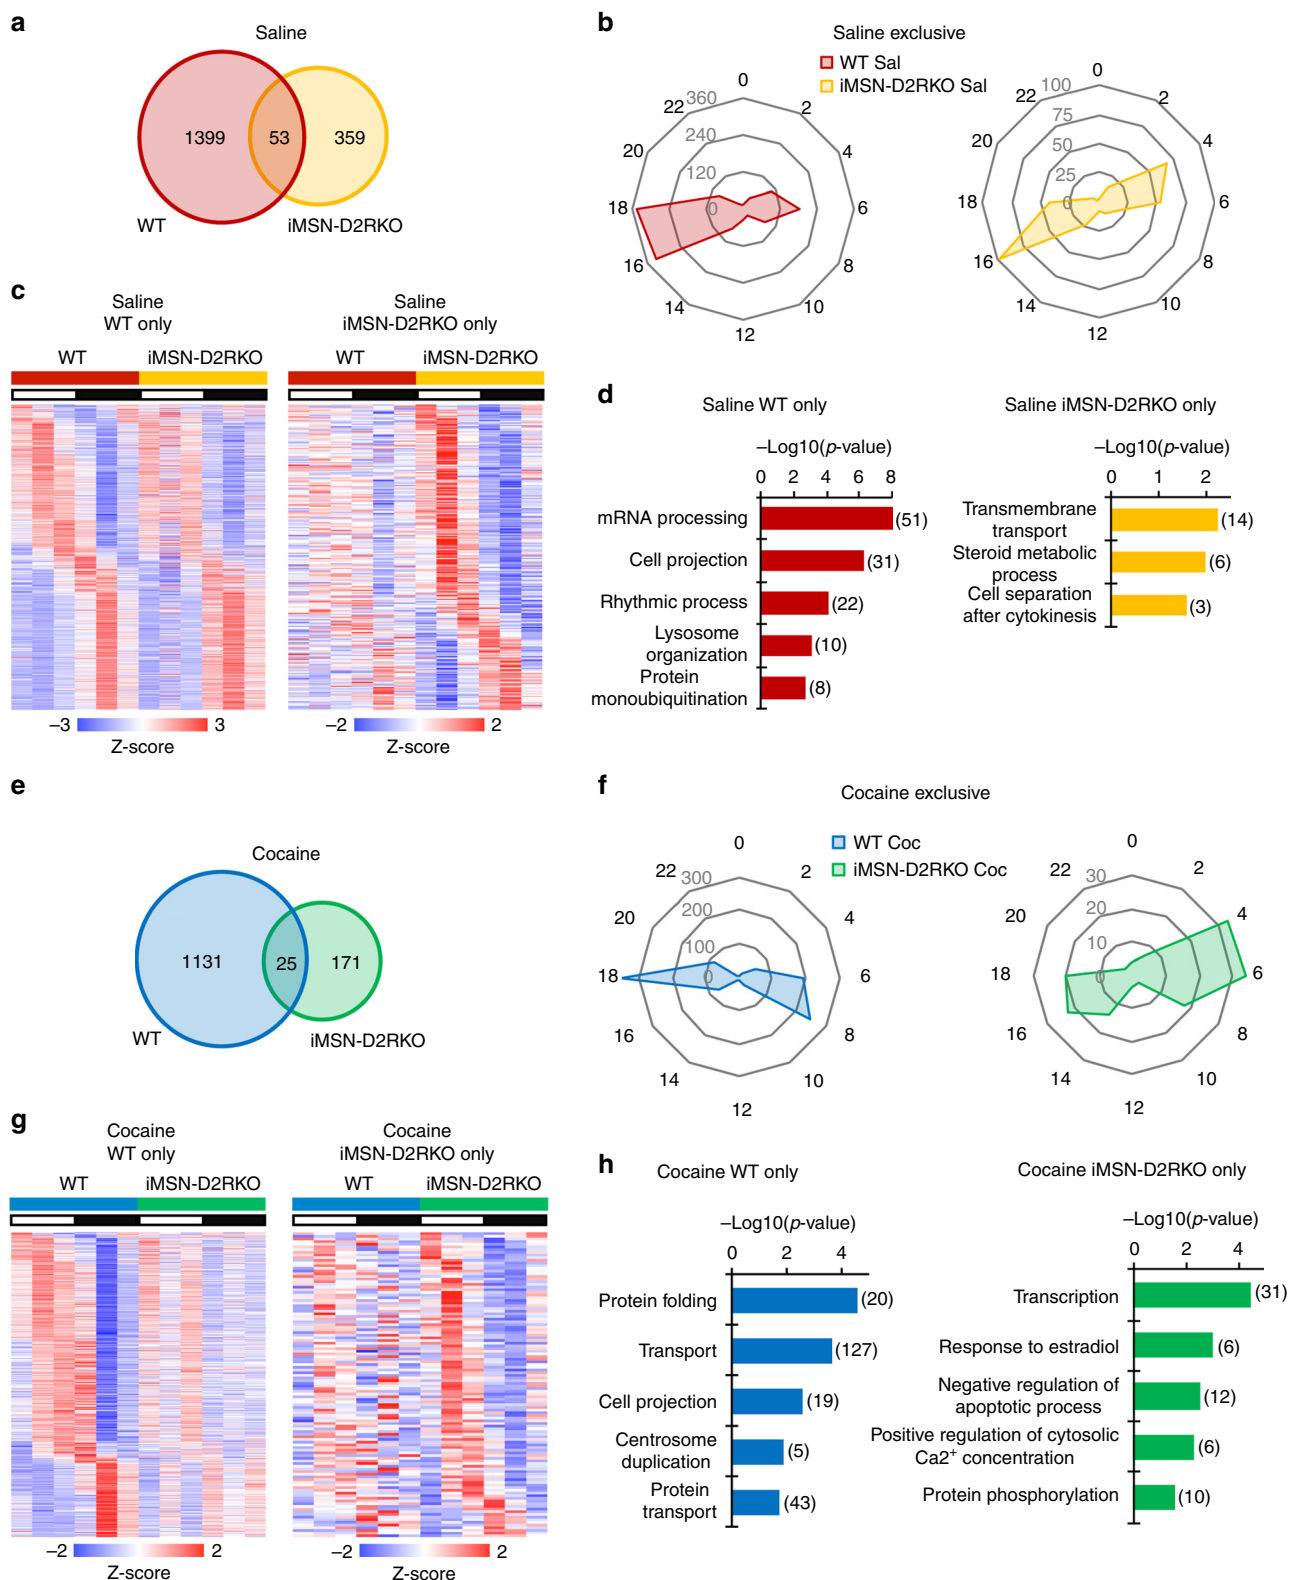 a
Saline
1399
53
359
WT
iMSN-D2RKO
b
Saline exclusive
WT Sal
iMSN-D2RKO Sal
0
2
4
6
8
10
12
14
16
18
20
22
360
240
120
0
0
2
4
6
8
10
12
14
16
18
20
22
100
75
50
25
0
c
Saline
WT only
WT
iMSN-D2RKO
–3
3
Z-score
Saline
iMSN-D2RKO only
WT
iMSN-D2RKO
–2
2
Z-score
d
Saline WT only
–Log10(p-value)
0 2 4 6 8
mRNA processing (51)
Cell projection (31)
Rhythmic process (22)
Lysosome
organization (10)
Protein
monoubiquitination (8)
Saline iMSN-D2RKO only
–Log10(p-value)
0 1 2
Transmembrane
transport (14)
Steroid metabolic
process (6)
Cell separation
after cytokinesis (3)
e
Cocaine
1131
25
171
WT
iMSN-D2RKO
f
Cocaine exclusive
WT Coc
iMSN-D2RKO Coc
0
2
4
6
8
10
12
14
16
18
20
22
300
200
100
0
0
2
4
6
8
10
12
14
16
18
20
22
30
20
10
0
g
Cocaine
WT only
WT
iMSN-D2RKO
–2
2
Z-score
Cocaine
iMSN-D2RKO only
WT
iMSN-D2RKO
–2
2
Z-score
h
Cocaine WT only
–Log10(p-value)
0 2 4
Protein folding (20)
Transport (127)
Cell projection (19)
Centrosome
duplication (5)
Protein
transport (43)
Cocaine iMSN-D2RKO only
–Log10(p-value)
0 2 4
Transcription (31)
Response to estradiol (6)
Negative regulation of
apoptotic process (12)
Positive regulation of cytosolic
Ca2⁺ concentration (6)
Protein phosphorylation (10)